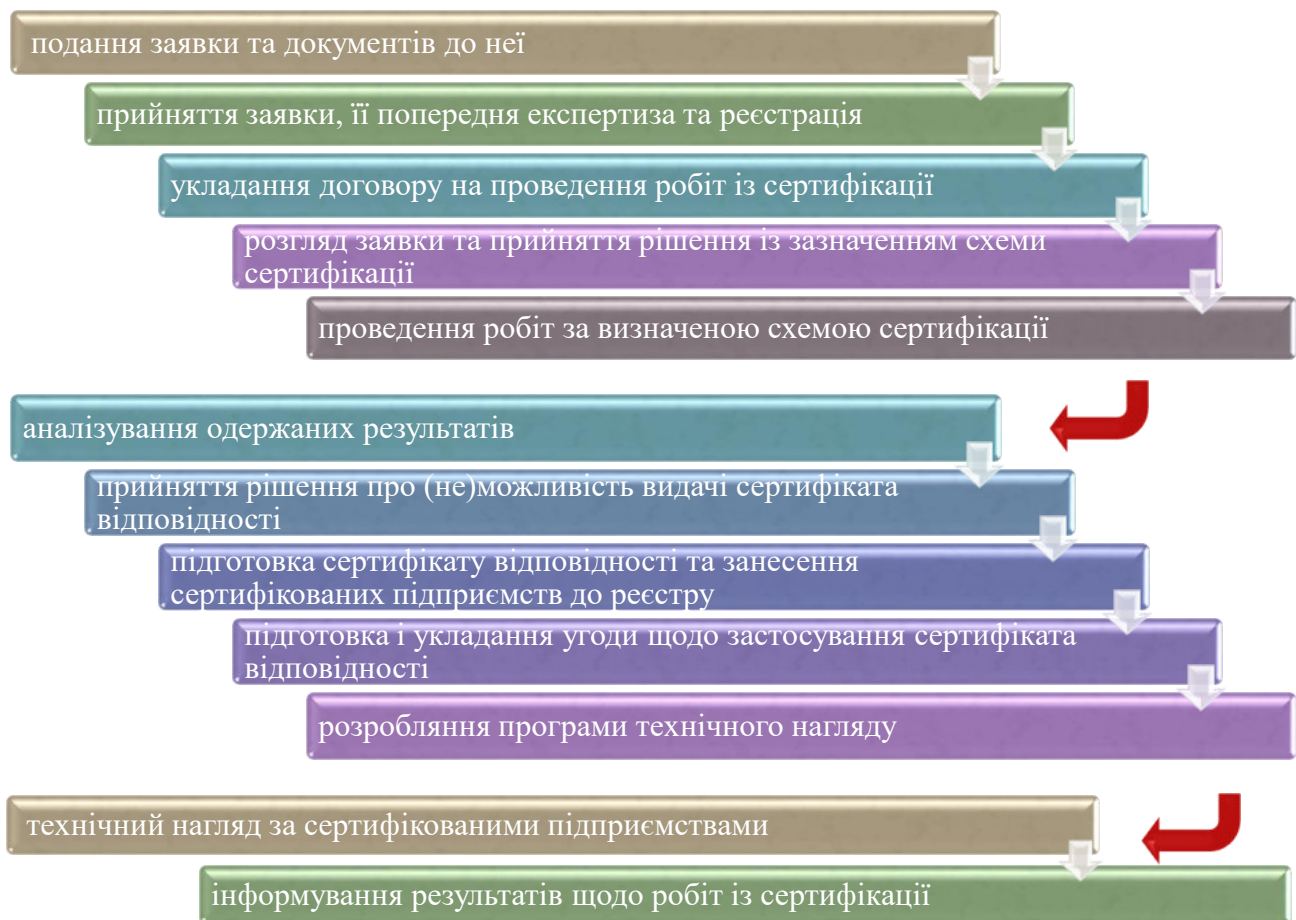 подання заявки та документів до неї
прийняття заявки, її попередня експертиза та реєстрація
укладання договору на проведення робіт із сертифікації
розгляд заявки та прийняття рішення із зазначенням схеми
сертифікації
проведення робіт за визначеною схемою сертифікації
аналізування одержаних результатів
прийняття рішення про (не)можливість видачі сертифіката
відповідності
підготовка сертифікату відповідності та занесення
сертифікованих підприємств до реєстру
підготовка і укладання угоди щодо застосування сертифіката
відповідності
розробляння програми технічного нагляду
технічний нагляд за сертифікованими підприємствами
інформування результатів щодо робіт із сертифікації